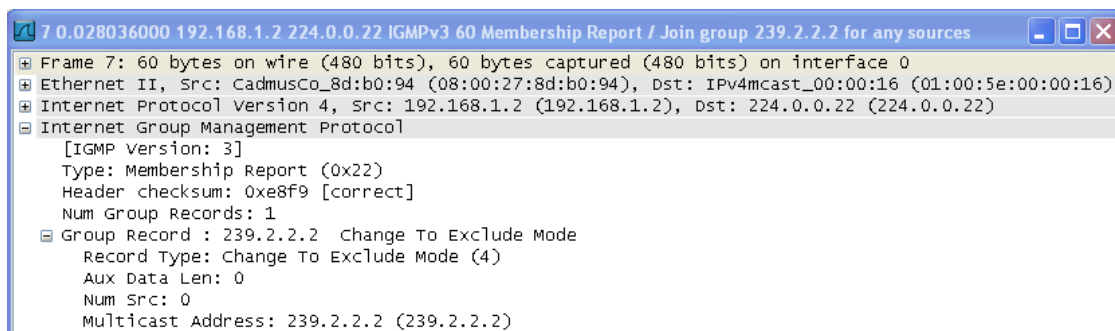 7 0.028036000 192.168.1.2 224.0.0.22 IGMPv3 60 Membership Report / Join group 239.2.2.2 for any sources
Frame 7: 60 bytes on wire (480 bits), 60 bytes captured (480 bits) on interface 0
Ethernet II, Src: CadmusCo_8d:b0:94 (08:00:27:8d:b0:94), Dst: IPv4mcast_00:00:16 (01:00:5e:00:00:16)
Internet Protocol Version 4, Src: 192.168.1.2 (192.168.1.2), Dst: 224.0.0.22 (224.0.0.22)
Internet Group Management Protocol
[IGMP Version: 3]
Type: Membership Report (0x22)
Header checksum: 0xe8f9 [correct]
Num Group Records: 1
Group Record : 239.2.2.2  Change To Exclude Mode
Record Type: Change To Exclude Mode (4)
Aux Data Len: 0
Num Src: 0
Multicast Address: 239.2.2.2 (239.2.2.2)